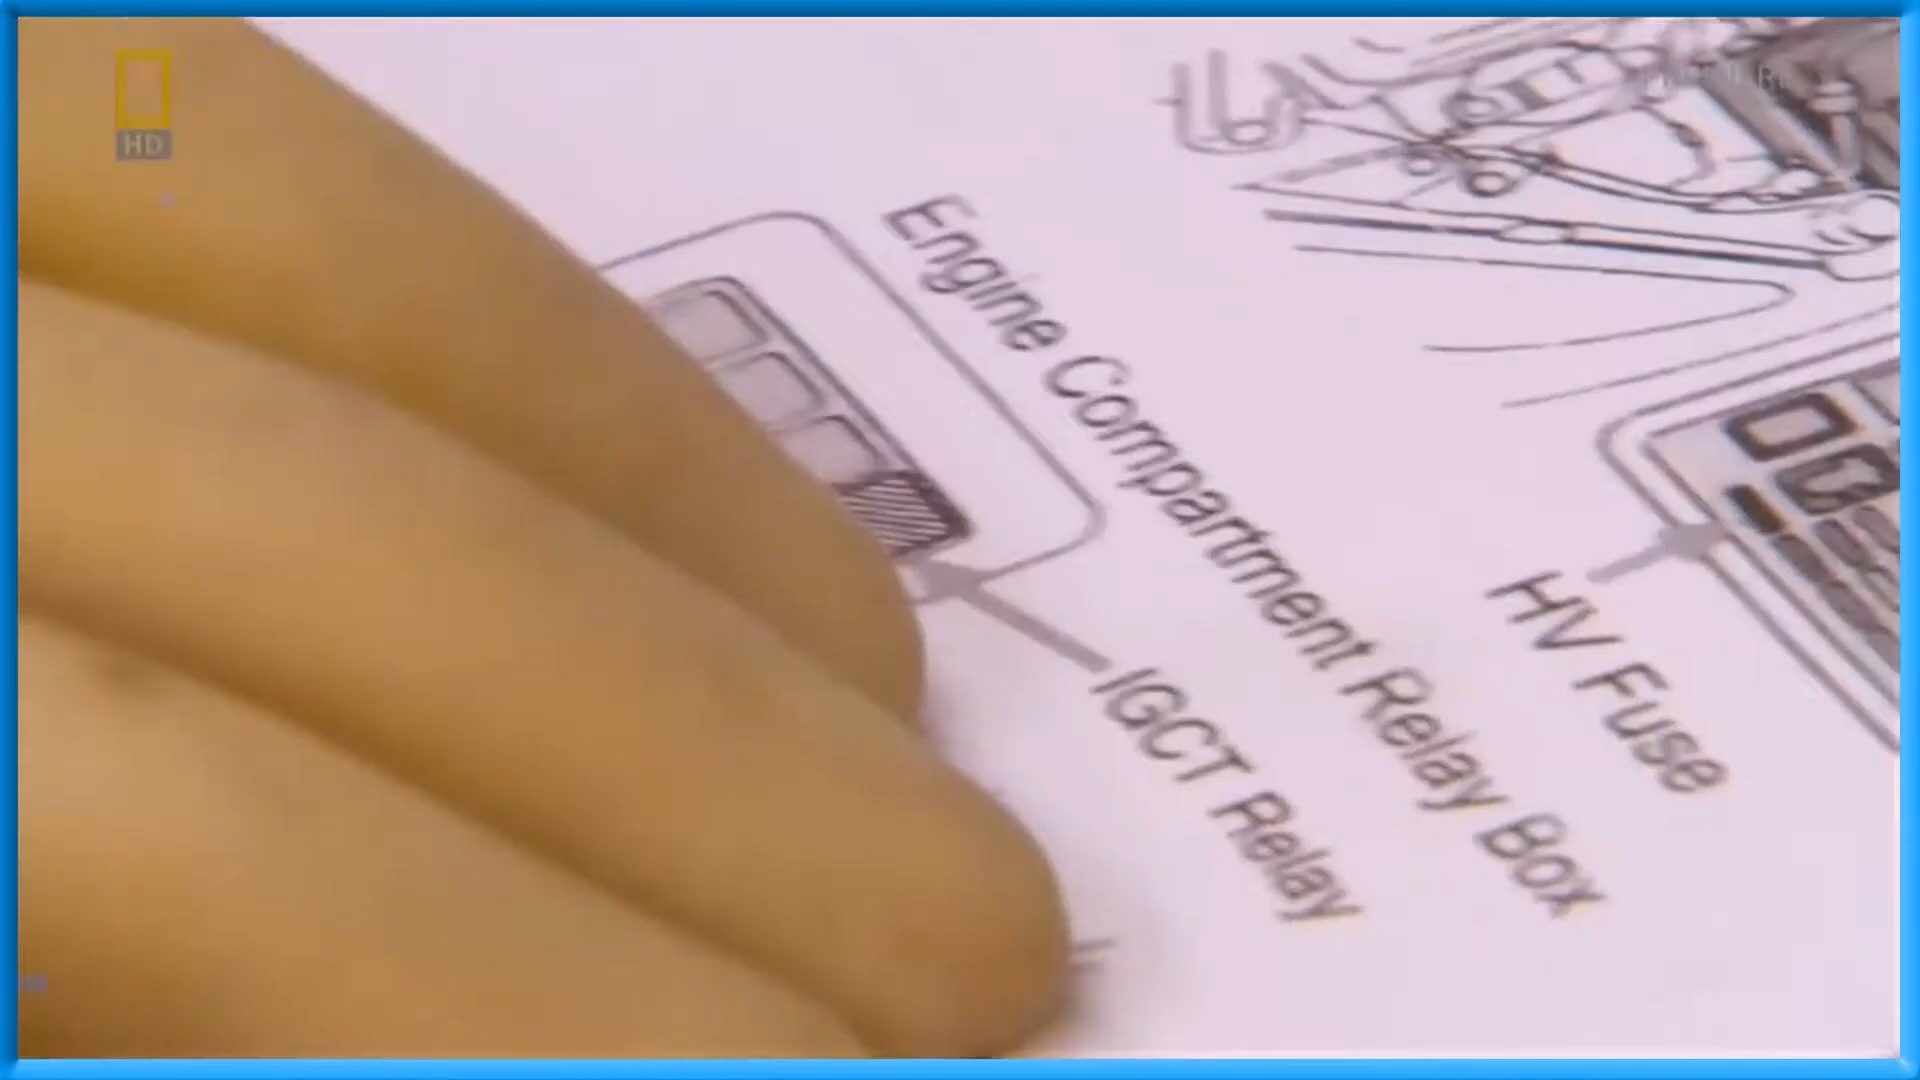 HD
Engine Compartment Relay Box
HV Fuse
IGCT Relay